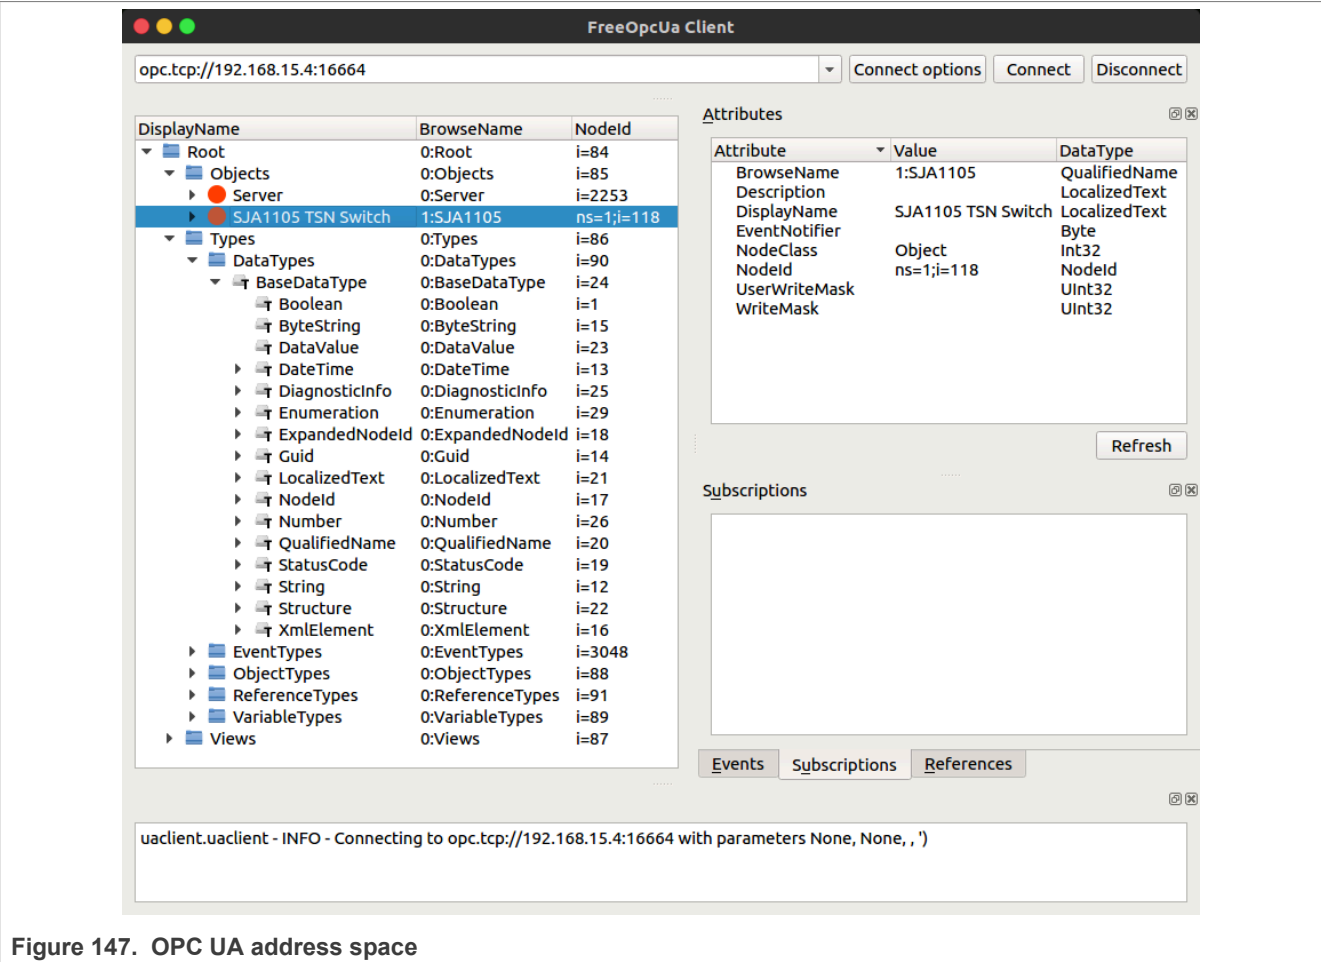 FreeOpcUa Client
opc.tcp://192.168.15.4:16664
Connect options
Connect
Disconnect
DisplayName BrowseName NodeId
Root 0:Root i=84
Objects 0:Objects i=85
Server 0:Server i=2253
SJA1105 TSN Switch 1:SJA1105 ns=1;i=118
Types 0:Types i=86
DataTypes 0:DataTypes i=90
BaseDataType 0:BaseDataType i=24
Boolean 0:Boolean i=1
ByteString 0:ByteString i=15
DataValue 0:DataValue i=23
DateTime 0:DateTime i=13
DiagnosticInfo 0:DiagnosticInfo i=25
Enumeration 0:Enumeration i=29
ExpandedNodeId 0:ExpandedNodeId i=18
Guid 0:Guid i=14
LocalizedText 0:LocalizedText i=21
NodeId 0:NodeId i=17
Number 0:Number i=26
QualifiedName 0:QualifiedName i=20
StatusCode 0:StatusCode i=19
String 0:String i=12
Structure 0:Structure i=22
XmlElement 0:XmlElement i=16
EventTypes 0:EventTypes i=3048
ObjectTypes 0:ObjectTypes i=88
ReferenceTypes 0:ReferenceTypes i=91
VariableTypes 0:VariableTypes i=89
Views 0:Views i=87
Attributes
Attribute Value DataType
BrowseName 1:SJA1105 QualifiedName
Description LocalizedText
DisplayName SJA1105 TSN Switch LocalizedText
EventNotifier Byte
NodeClass Object Int32
NodeId ns=1;i=118 NodeId
UserWriteMask UInt32
WriteMask UInt32
Refresh
Subscriptions
Events Subscriptions References
uaclient.uaclient - INFO - Connecting to opc.tcp://192.168.15.4:16664 with parameters None, None, , ')
Figure 147. OPC UA address space